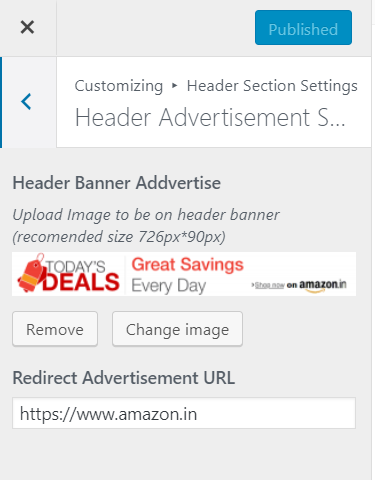 Published
Customizing ▸ Header Section Settings
Header Advertisement S...
Header Banner Addvertise
Upload Image to be on header banner
(recomended size 726px*90px)
TODAY'S
DEALS
Great Savings
Every Day
Shop now on amazon.in
Remove
Change image
Redirect Advertisement URL
https://www.amazon.in